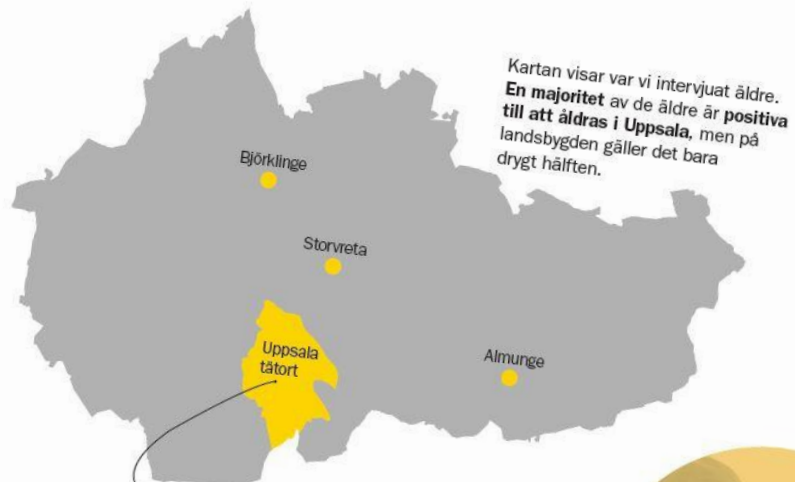 Kartan visar var vi intervjuat äldre.
En majoritet av de äldre är positiva
till att åldras i Uppsala, men på
landsbygden gäller det bara
drygt hälften.
Björklinge
Storvreta
Uppsala
tätort
Almunge